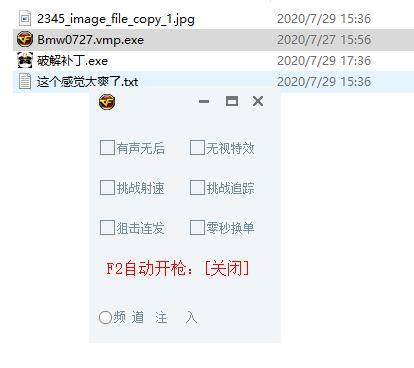 2345_image_file_copy_1.jpg 2020/7/29 15:36
Bmw0727.vmp.exe 2020/7/27 15:56
破解补丁.exe 2020/7/29 17:36
这个感觉太爽了.txt 2020/7/29 15:36
有声无后 无视特效
挑战射速 挑战追踪
狙击连发 零秒换单
F2自动开枪：[关闭]
频 道 注 入